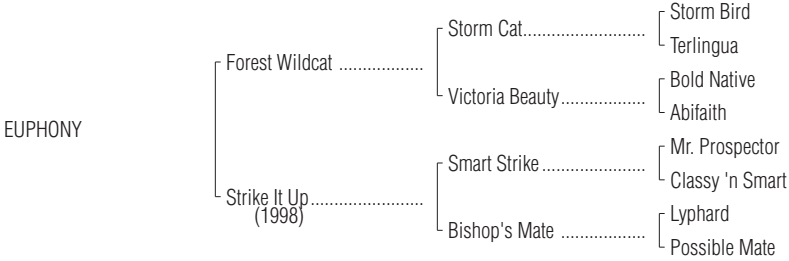 Storm Bird
Storm Cat..........................
Terlingua
Forest Wildcat ..................
Bold Native
Victoria Beauty..................
Abifaith
EUPHONY
Mr. Prospector
Smart Strike......................
Classy 'n Smart
Strike It Up........................
(1998)
Lyphard
Bishop's Mate ..................
Possible Mate